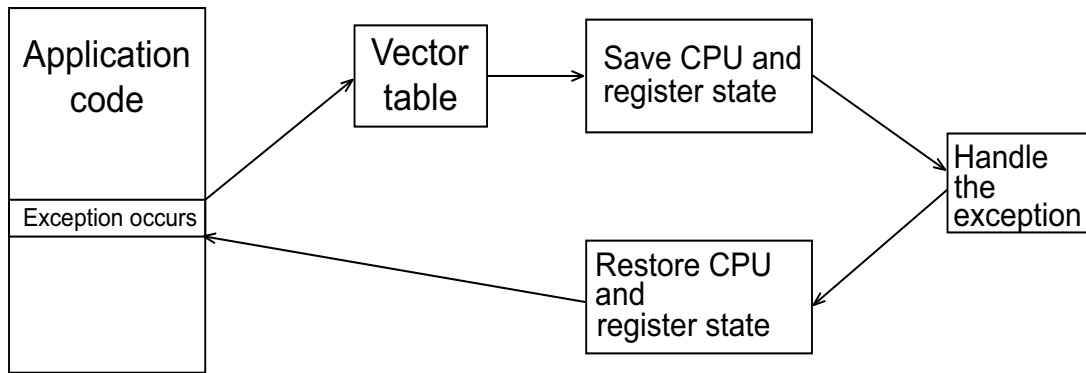 Application
code
Exception occurs
Vector
table
Save CPU and
register state
Handle
the
exception
Restore CPU
and
register state